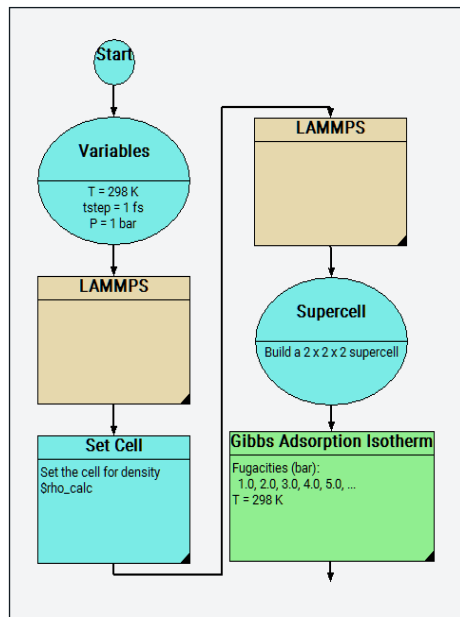 Start
Variables
T = 298 K
tstep = 1 fs
P = 1 bar
LAMMPS
Set Cell
Set the cell for density
$rho_calc
LAMMPS
Supercell
Build a 2 x 2 x 2 supercell
Gibbs Adsorption Isotherm
Fugacities (bar):
1.0, 2.0, 3.0, 4.0, 5.0, ...
T = 298 K